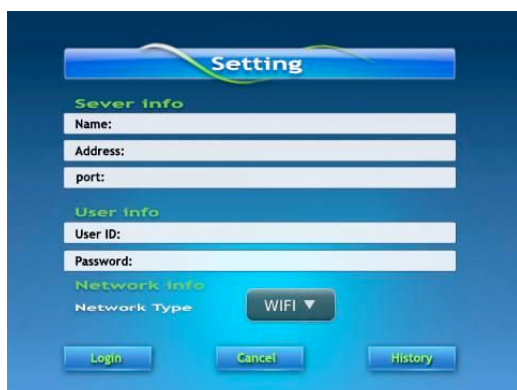 Setting
Sever info
Name:
Address:
port:
User info
User ID:
Password:
Network info
Network Type WIFI ▼
Login Cancel History